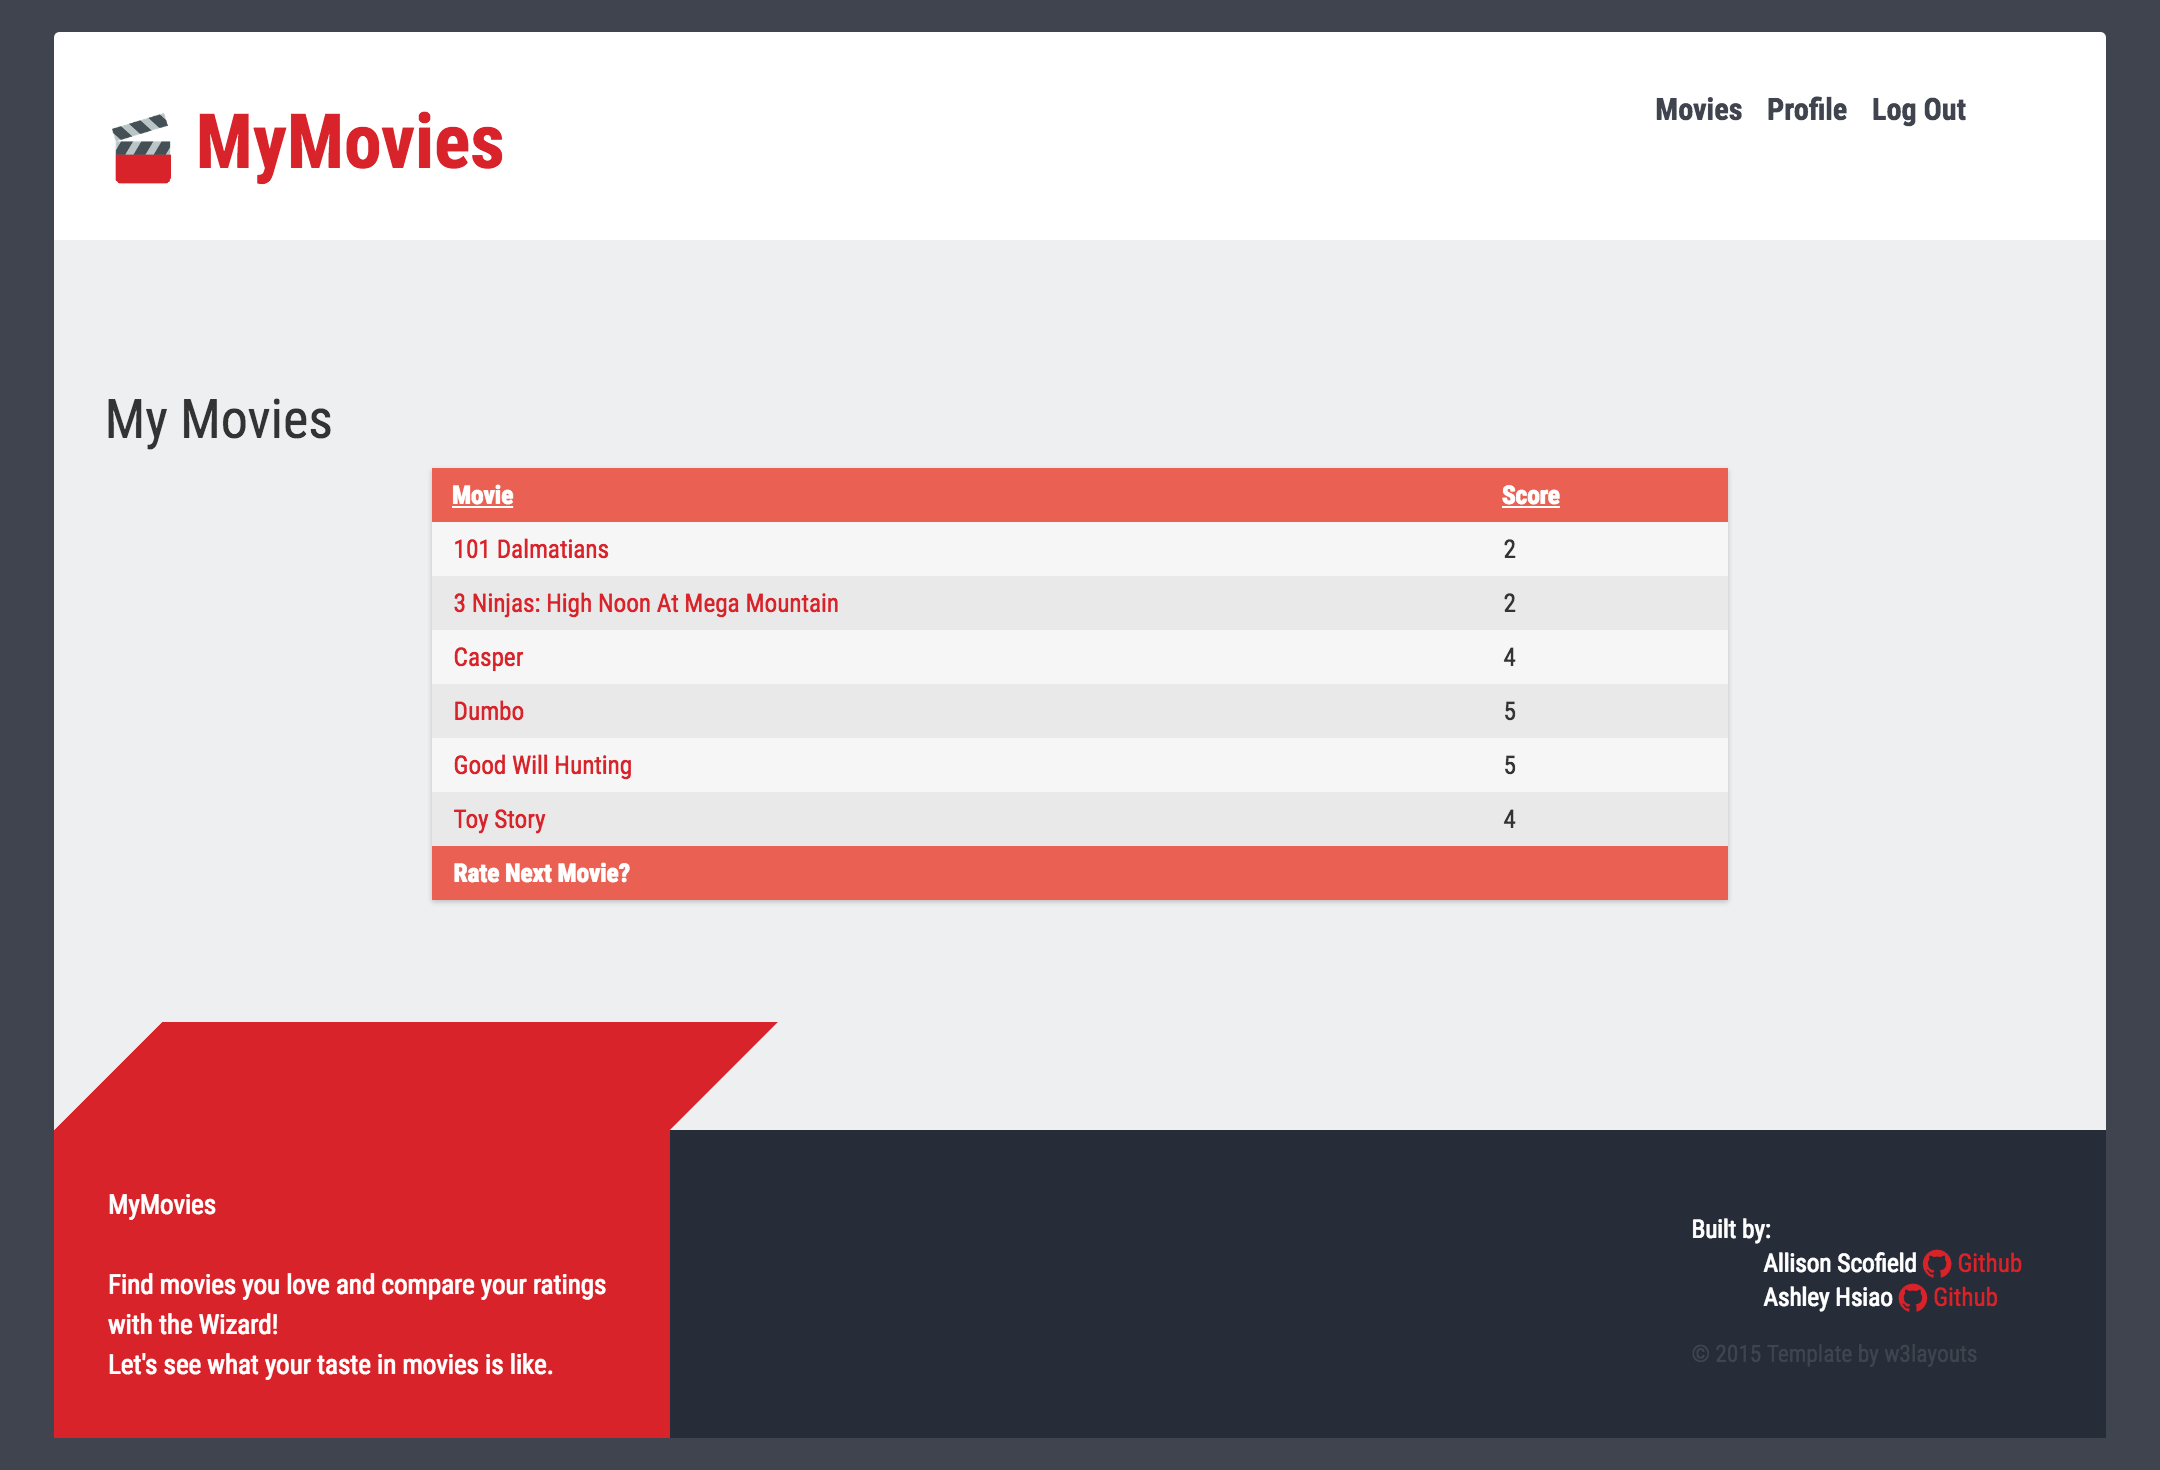 MyMovies
Movies Profile Log Out
My Movies
Movie Score
101 Dalmatians 2
3 Ninjas: High Noon At Mega Mountain 2
Casper 4
Dumbo 5
Good Will Hunting 5
Toy Story 4
Rate Next Movie?
MyMovies
Find movies you love and compare your ratings
with the Wizard!
Let's see what your taste in movies is like.
Built by:
Allison Scofield Github
Ashley Hsiao Github
© 2015 Template by w3layouts